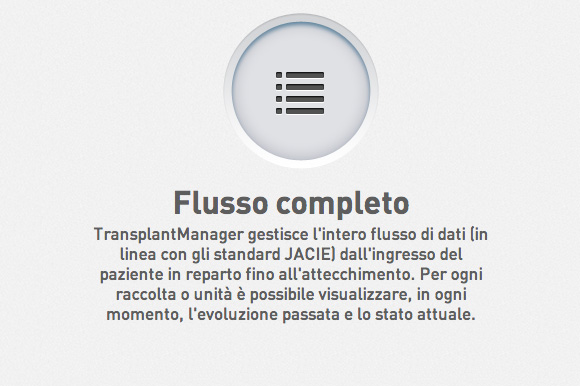 Flusso completo
TransplantManager gestisce l'intero flusso di dati (in
linea con gli standard JACIE) dall'ingresso del
paziente in reparto fino all'attecchimento. Per ogni
raccolta o unità è possibile visualizzare, in ogni
momento, l'evoluzione passata e lo stato attuale.